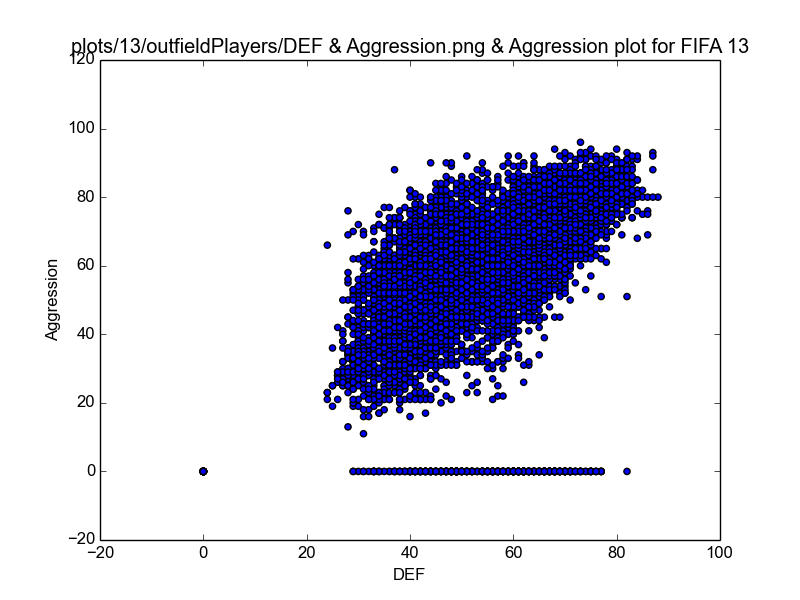 plots/13/outfieldPlayers/DEF & Aggression.png & Aggression plot for FIFA 13
120
100
80
60
40
20
0
−20
Aggression
−20 0 20 40 60 80 100
DEF